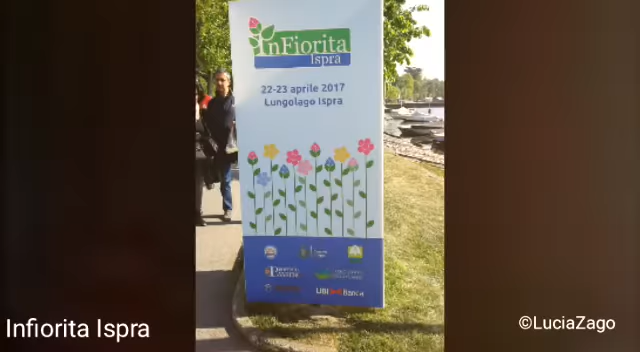 inFiorita
Ispra
22-23 aprile 2017
Lungolago Ispra
UBI Banca
Infiorita Ispra
©LuciaZago